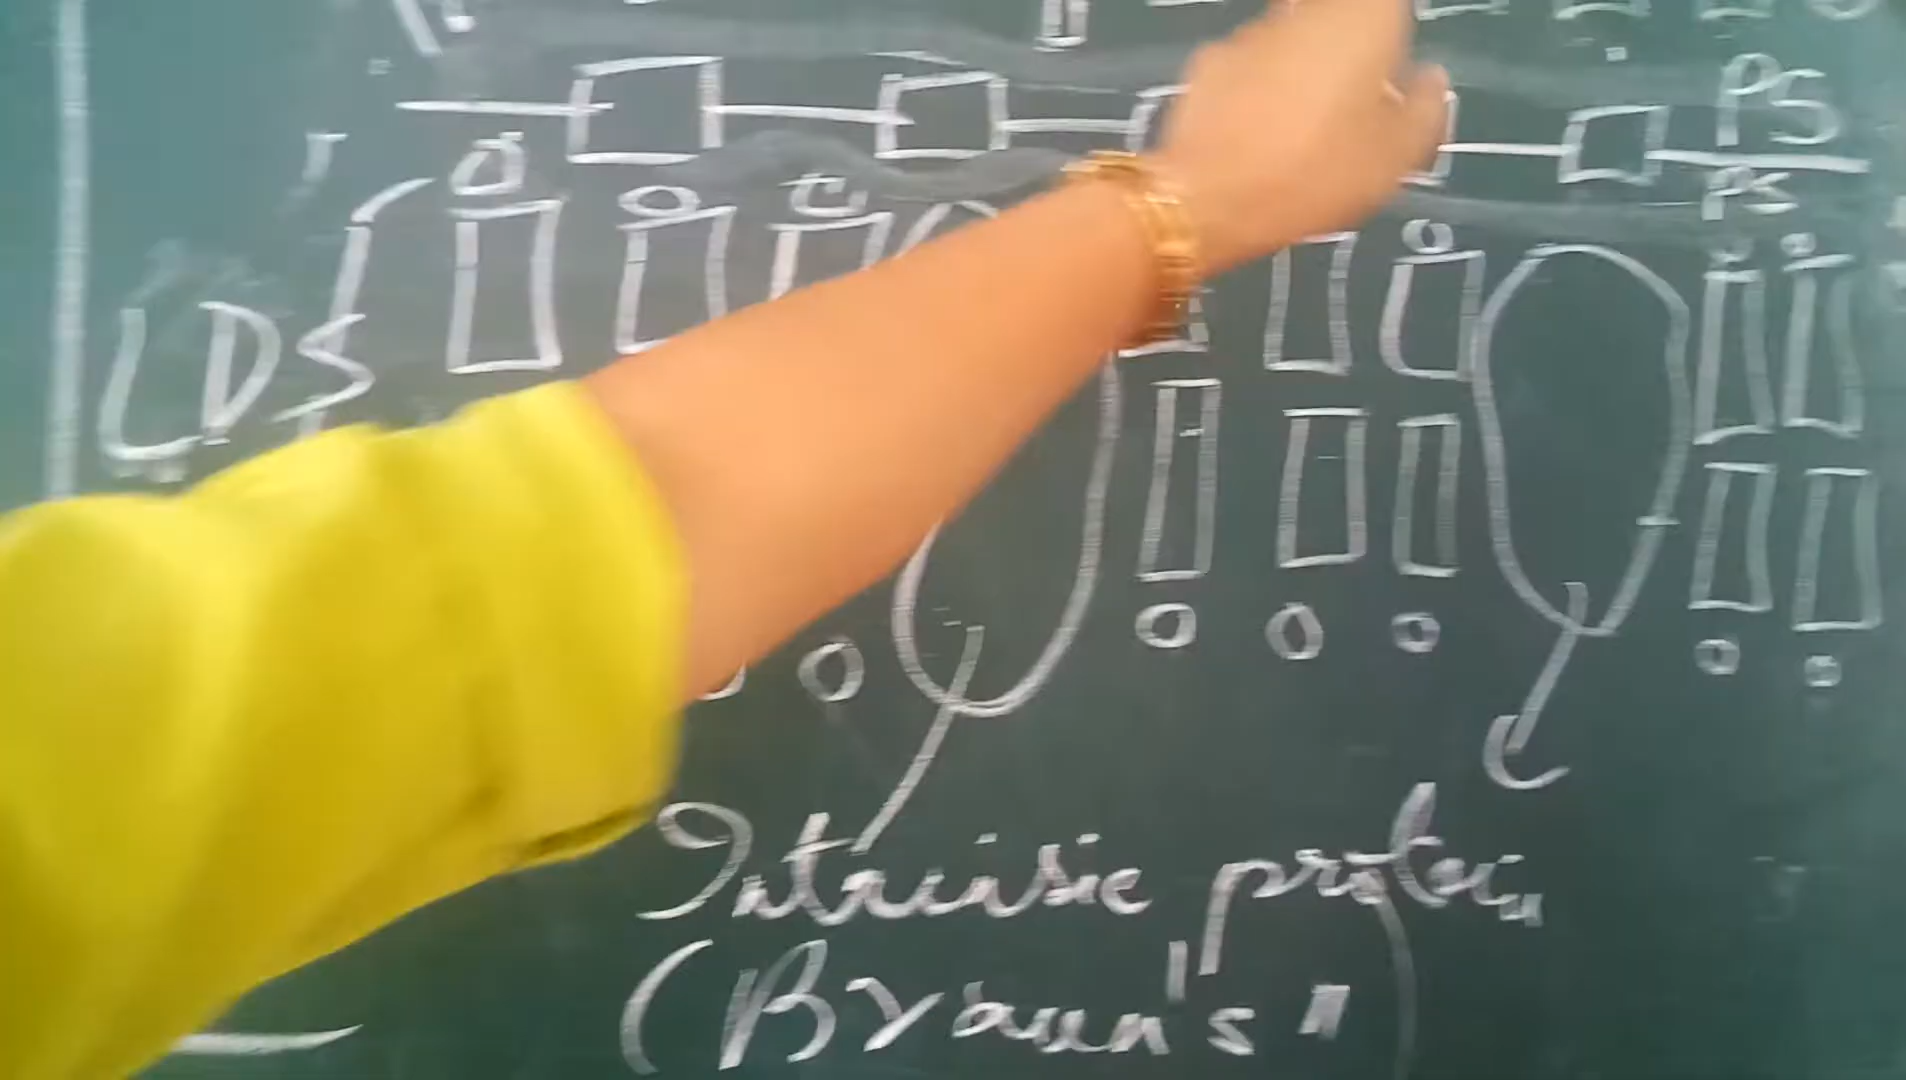 PS
PS
LDS
Intrinsic protein
(Braun's ")